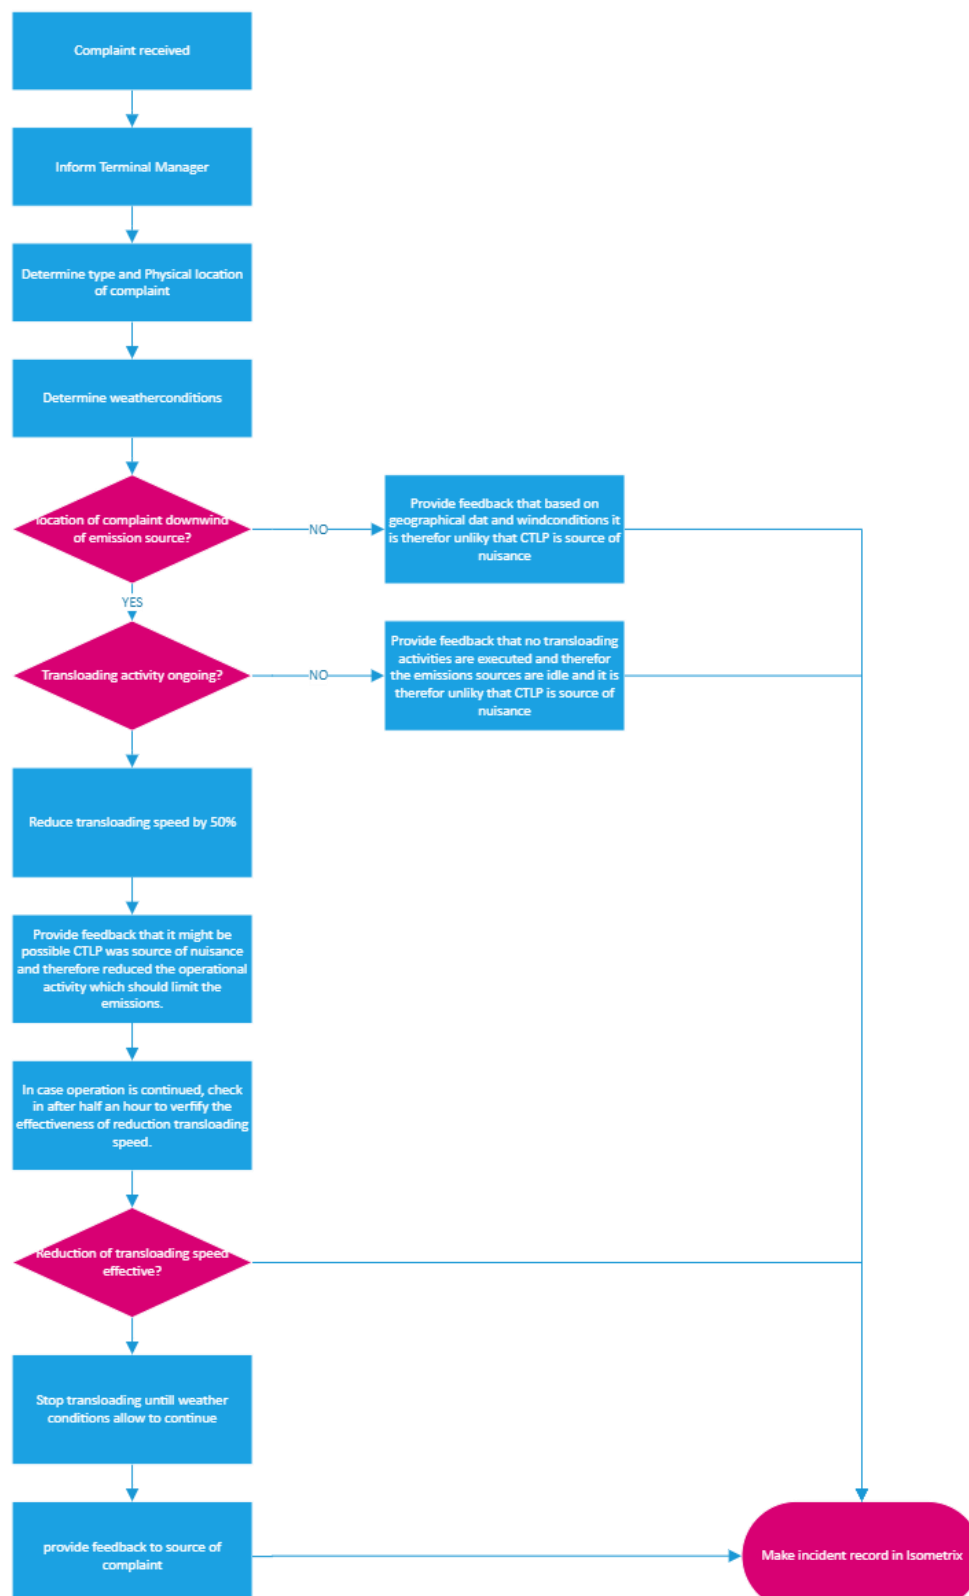 Complaint received
Inform Terminal Manager
Determine type and Physical location
of complaint
Determine weatherconditions
location of complaint downwind
of emission source?
NO
Provide feedback that based on
geographical dat and windconditions it
is therefor unliky that CTLP is source of
nuisance
YES
Transloading activity ongoing?
NO
Provide feedback that no transloading
activities are executed and therefor
the emissions sources are idle and it is
therefor unliky that CTLP is source of
nuisance
Reduce transloading speed by 50%
Provide feedback that it might be
possible CTLP was source of nuisance
and therefore reduced the operational
activity which should limit the
emissions.
In case operation is continued, check
in after half an hour to verfify the
effectiveness of reduction transloading
speed.
Reduction of transloading speed
effective?
Stop transloading untill weather
conditions allow to continue
provide feedback to source of
complaint
Make incident record in Isometrix